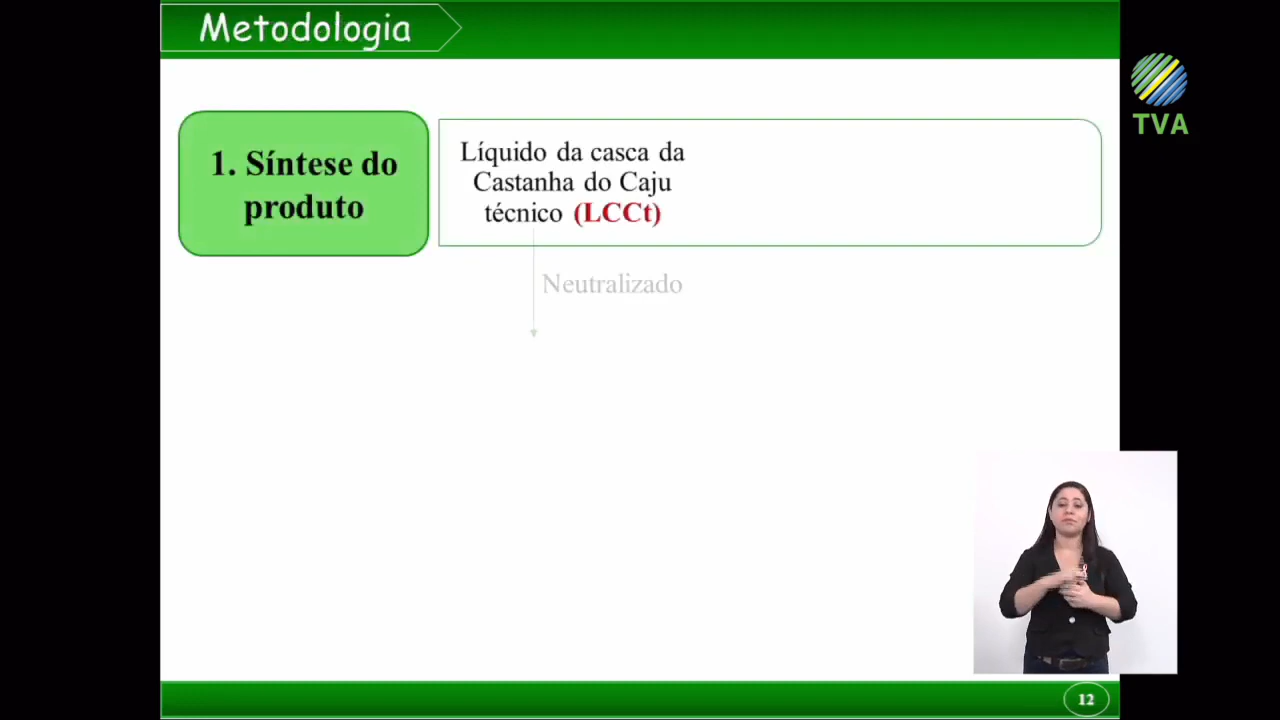 Metodologia
TVA
1. Síntese do
produto
Líquido da casca da
Castanha do Caju
técnico (LCCt)
Neutralizado
12